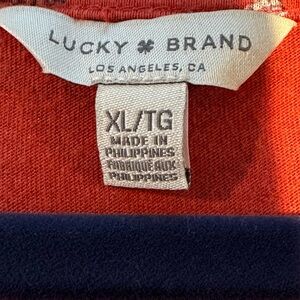 LUCKY BRAND
LOS ANGELES, CA
XL/TG
MADE IN
PHILIPPINES
FABRIQUÉ AUX
PHILIPPINES